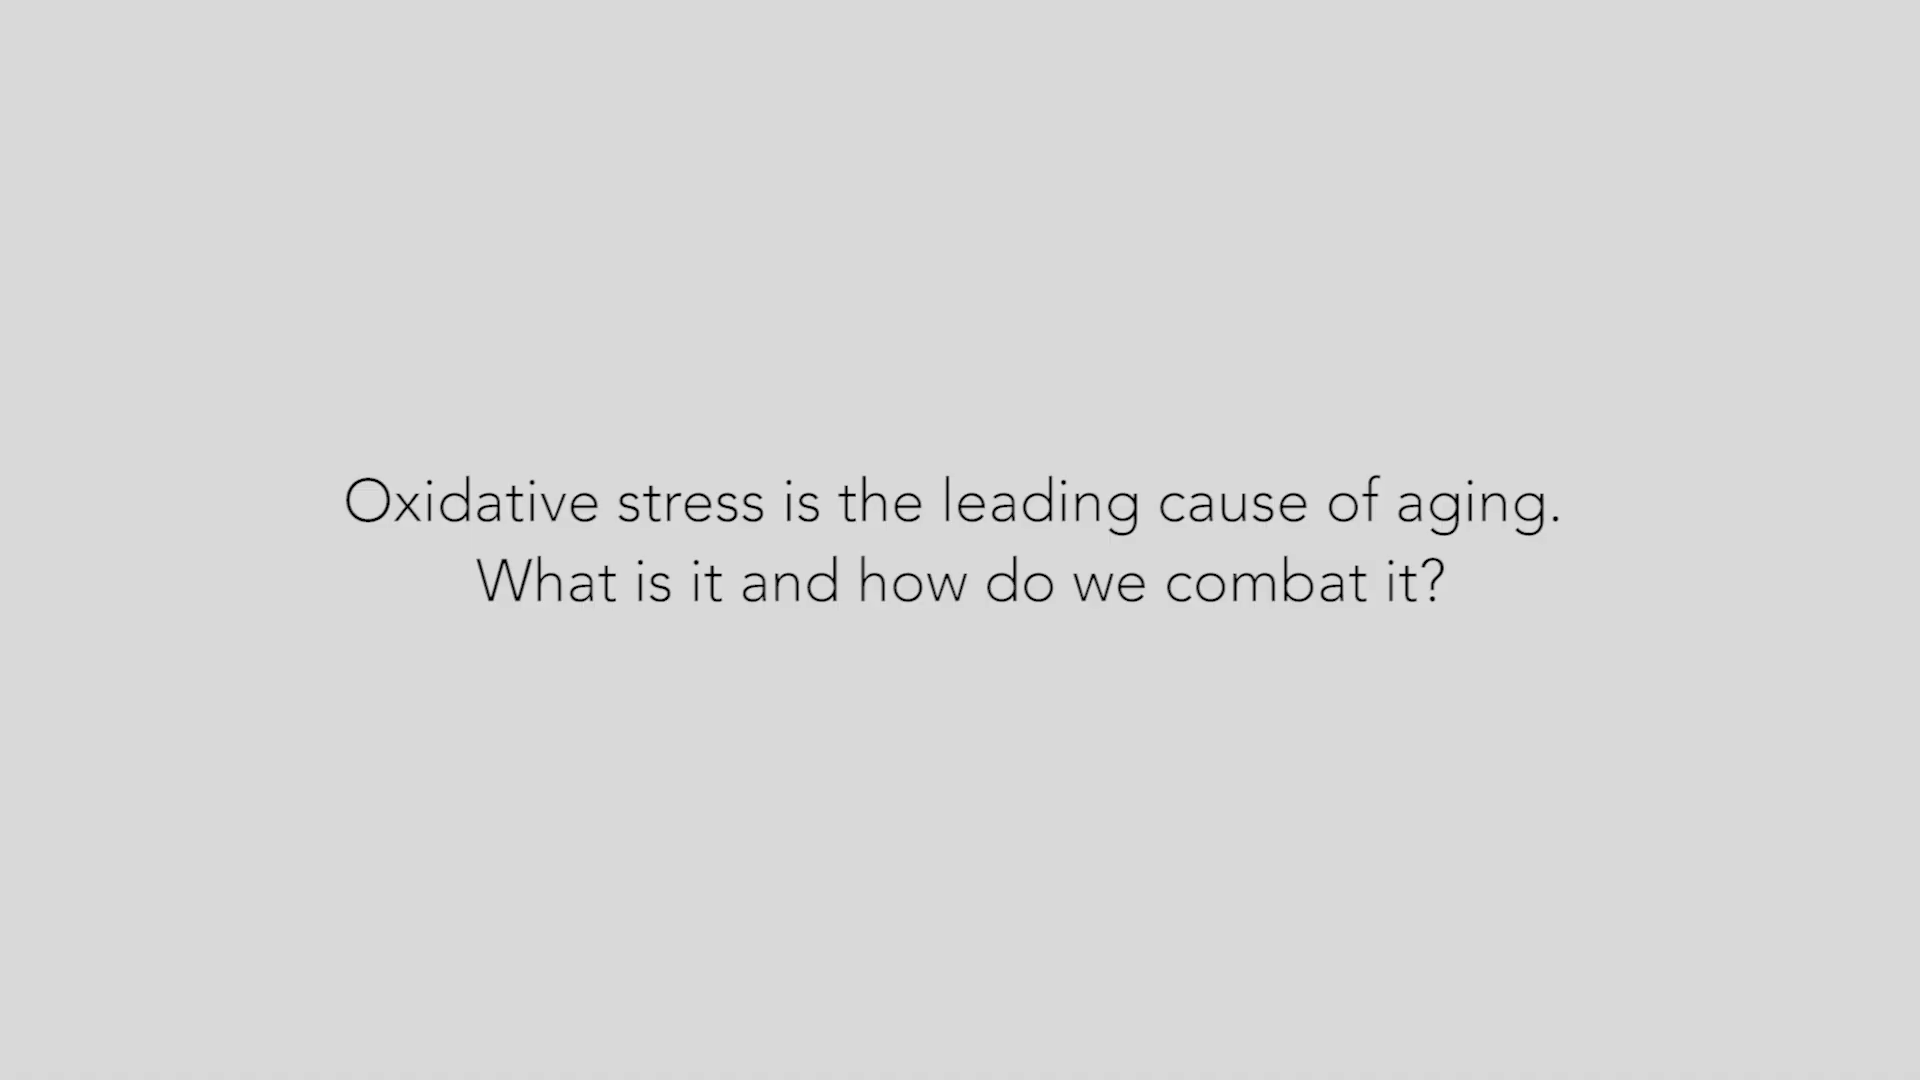 Oxidative stress is the leading cause of aging.
What is it and how do we combat it?